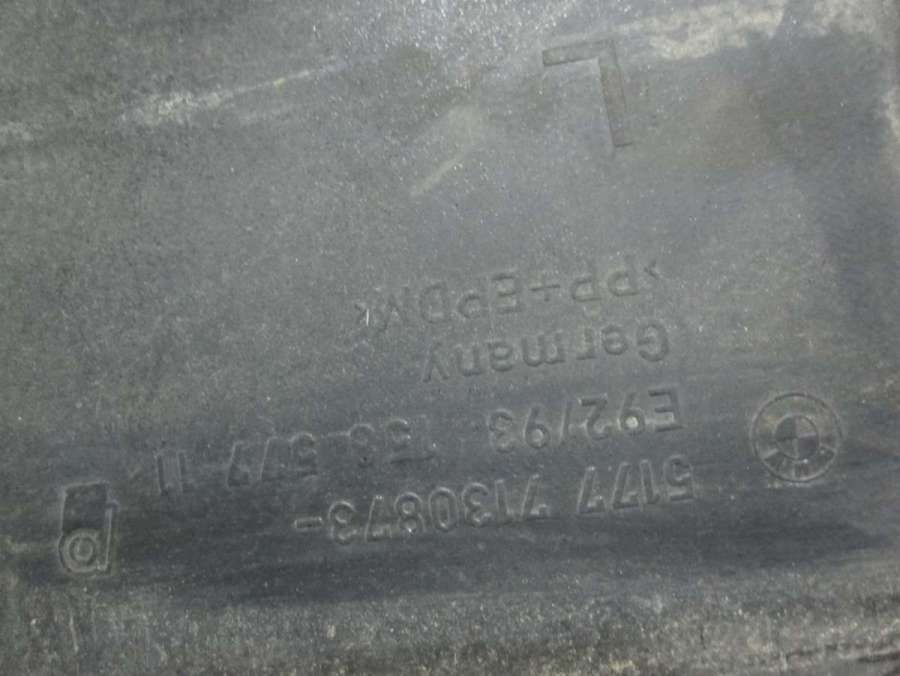 5177 7130873-
E92/93
Germany
>PP+EPDM<
L